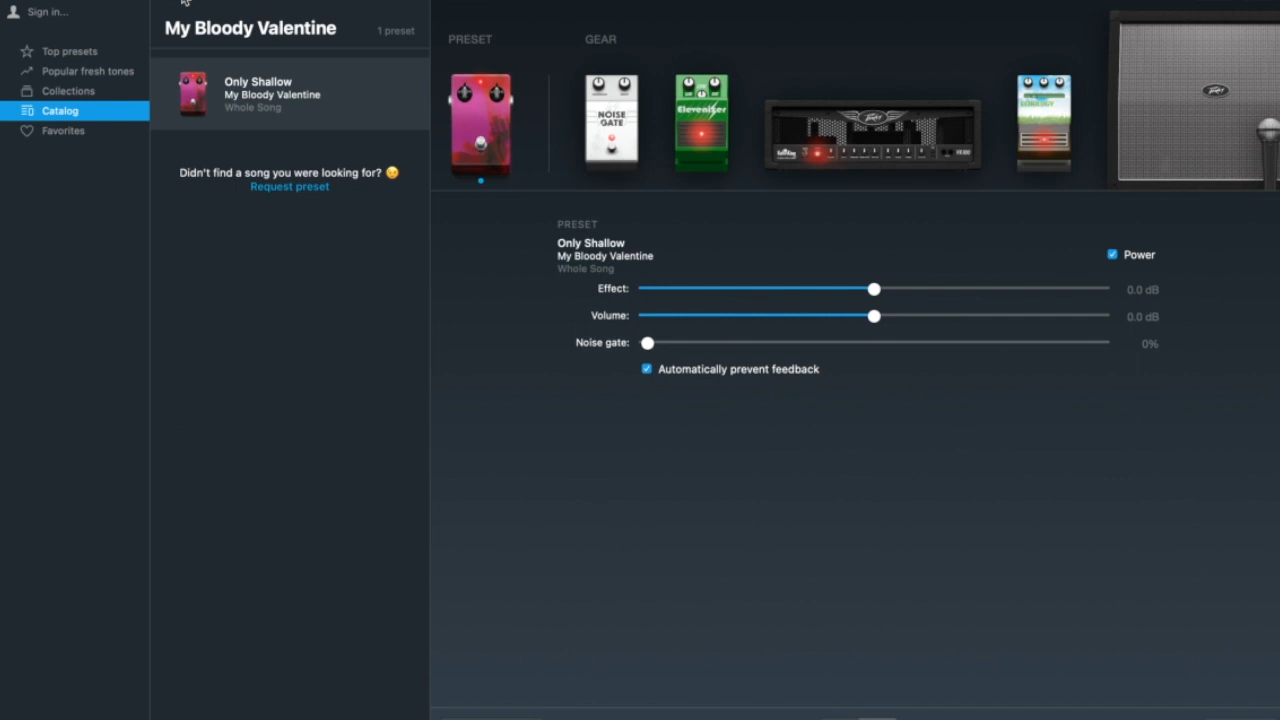 Sign in...
Top presets
Popular fresh tones
Collections
Catalog
Favorites
My Bloody Valentine
1 preset
Only Shallow
My Bloody Valentine
Whole Song
Didn't find a song you were looking for? 😕
Request preset
PRESET
GEAR
NOISE
GATE
Elevealser
Peavey
Peavey
PRESET
Only Shallow
My Bloody Valentine
Whole Song
Power
Effect:
0.0 dB
Volume:
0.0 dB
Noise gate:
0%
Automatically prevent feedback